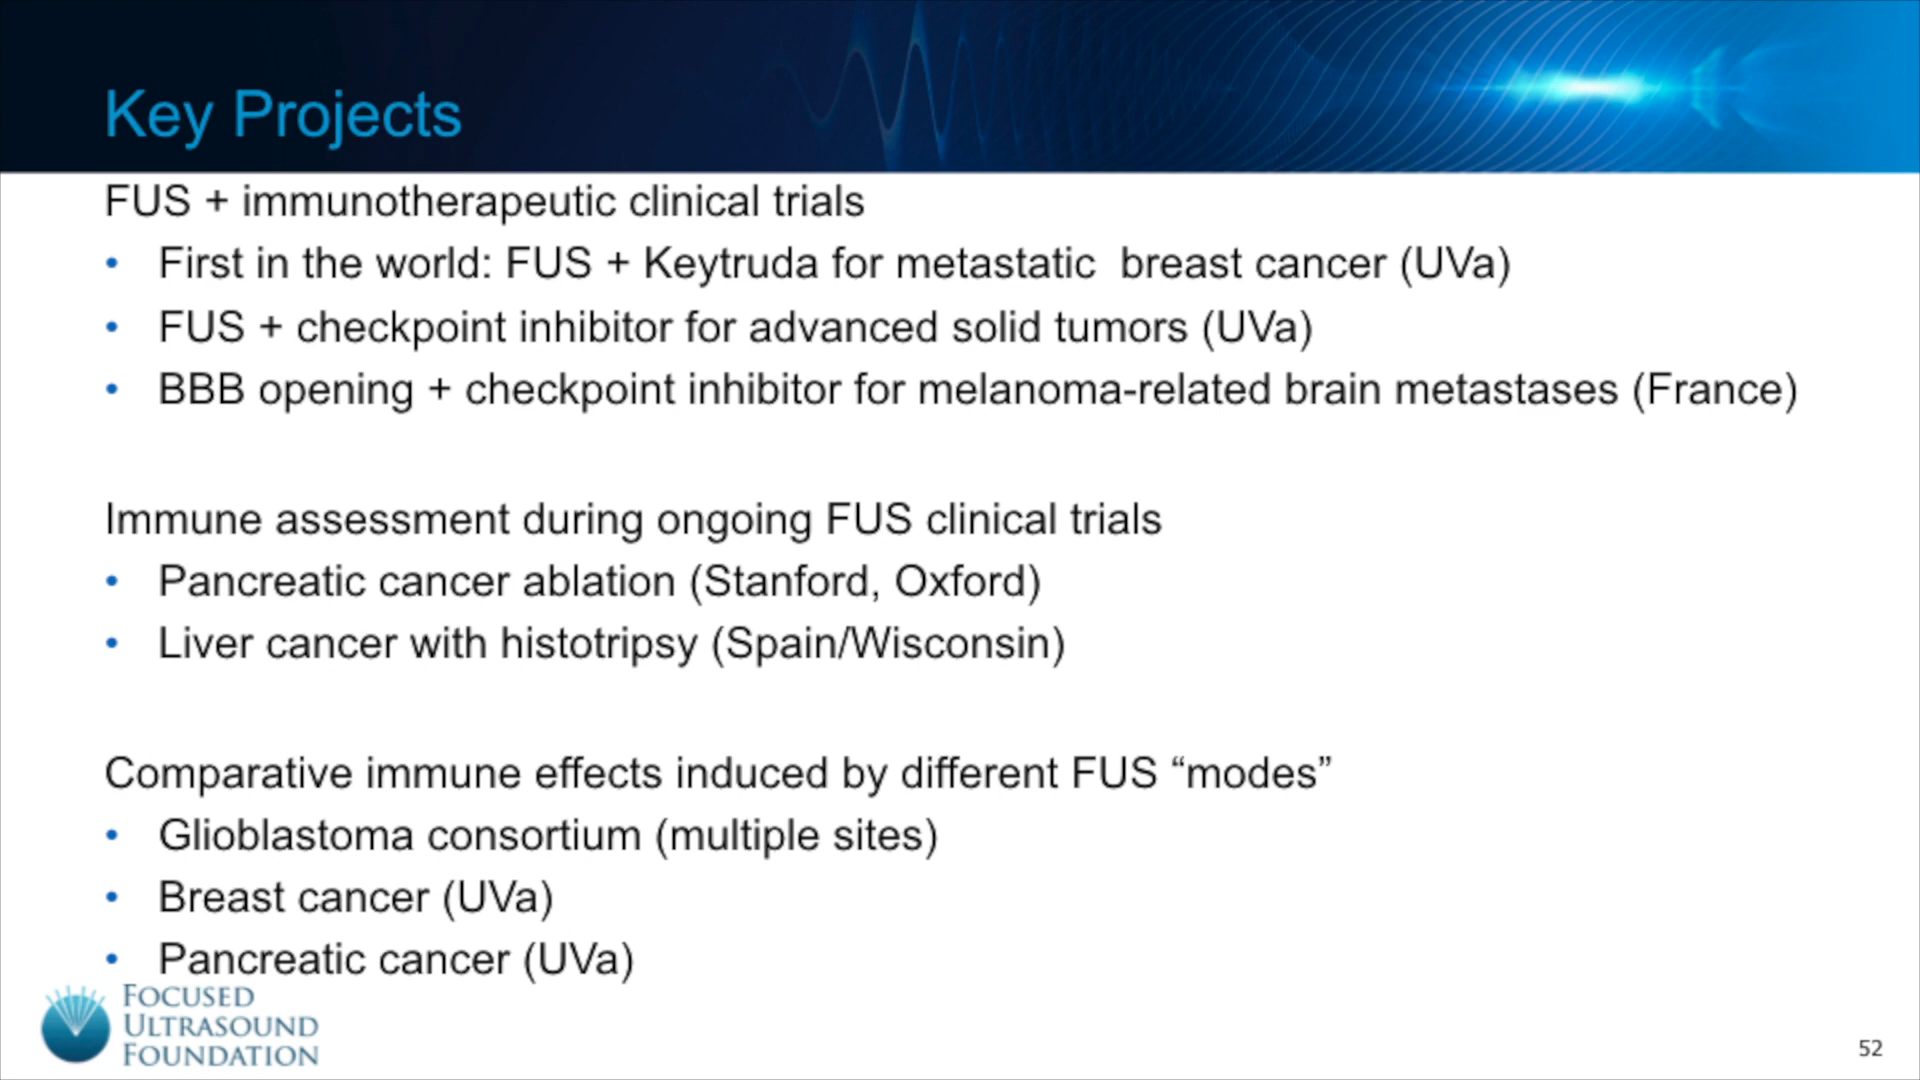 Key Projects
FUS + immunotherapeutic clinical trials
• First in the world: FUS + Keytruda for metastatic  breast cancer (UVa)
• FUS + checkpoint inhibitor for advanced solid tumors (UVa)
• BBB opening + checkpoint inhibitor for melanoma-related brain metastases (France)
Immune assessment during ongoing FUS clinical trials
• Pancreatic cancer ablation (Stanford, Oxford)
• Liver cancer with histotripsy (Spain/Wisconsin)
Comparative immune effects induced by different FUS “modes”
• Glioblastoma consortium (multiple sites)
• Breast cancer (UVa)
• Pancreatic cancer (UVa)
FOCUSED
ULTRASOUND
FOUNDATION
52